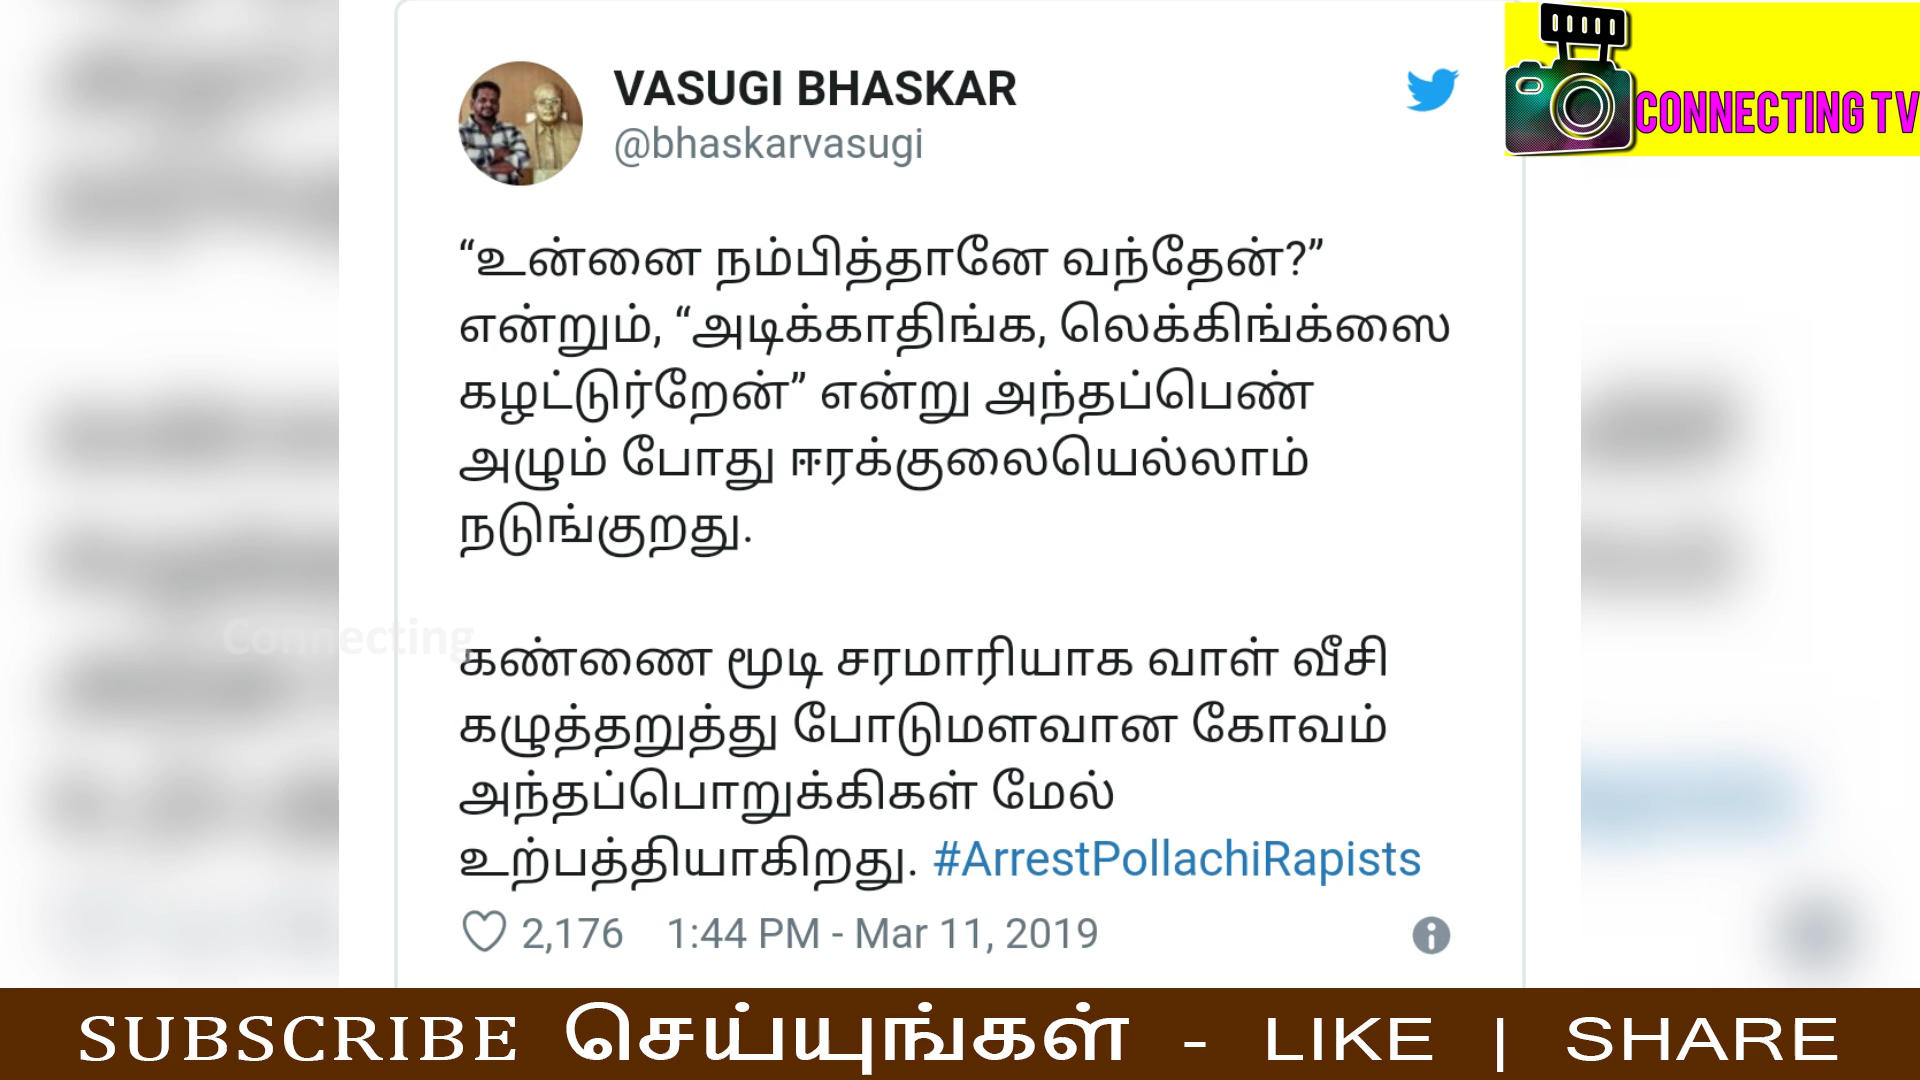 VASUGI BHASKAR
@bhaskarvasugi
CONNECTING TV
“உன்னை நம்பித்தானே வந்தேன்?”
என்றும், “அடிக்காதிங்க, லெக்கிங்க்ஸை
கழட்டுர்றேன்” என்று அந்தப்பெண்
அழும் போது ஈரக்குலையெல்லாம்
நடுங்குறது.
Connecting
கண்ணை மூடி சரமாரியாக வாள் வீசி
கழுத்தறுத்து போடுமளவான கோவம்
அந்தப்பொறுக்கிகள் மேல்
உற்பத்தியாகிறது. #ArrestPollachiRapists
2,176 1:44 PM - Mar 11, 2019
SUBSCRIBE செய்யுங்கள் - LIKE | SHARE